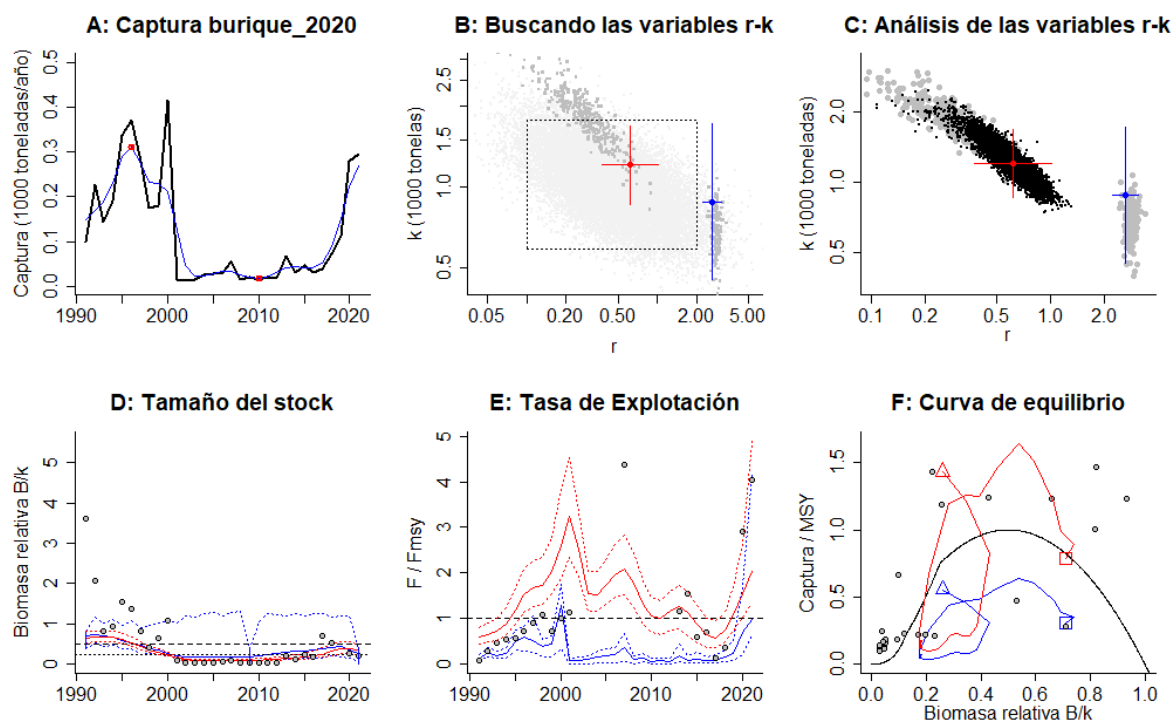 A: Captura burique_2020
Captura (1000 toneladas/año)
0.5
0.4
0.3
0.2
0.1
0.0
1990 2000 2010 2020
B: Buscando las variables r-k
k (1000 tonelas)
1.5
1.0
0.5
0.05 0.20 0.50 2.00 5.00
r
C: Análisis de las variables r-k
k (1000 toneladas)
2.0
1.0
0.5
0.1 0.2 0.5 1.0 2.0
r
D: Tamaño del stock
Biomasa relativa B/k
5
4
3
2
1
0
1990 2000 2010 2020
E: Tasa de Explotación
F / Fmsy
5
4
3
2
1
0
1990 2000 2010 2020
F: Curva de equilibrio
Captura / MSY
1.5
1.0
0.5
0.0
0.0 0.2 0.4 0.6 0.8 1.0
Biomasa relativa B/k